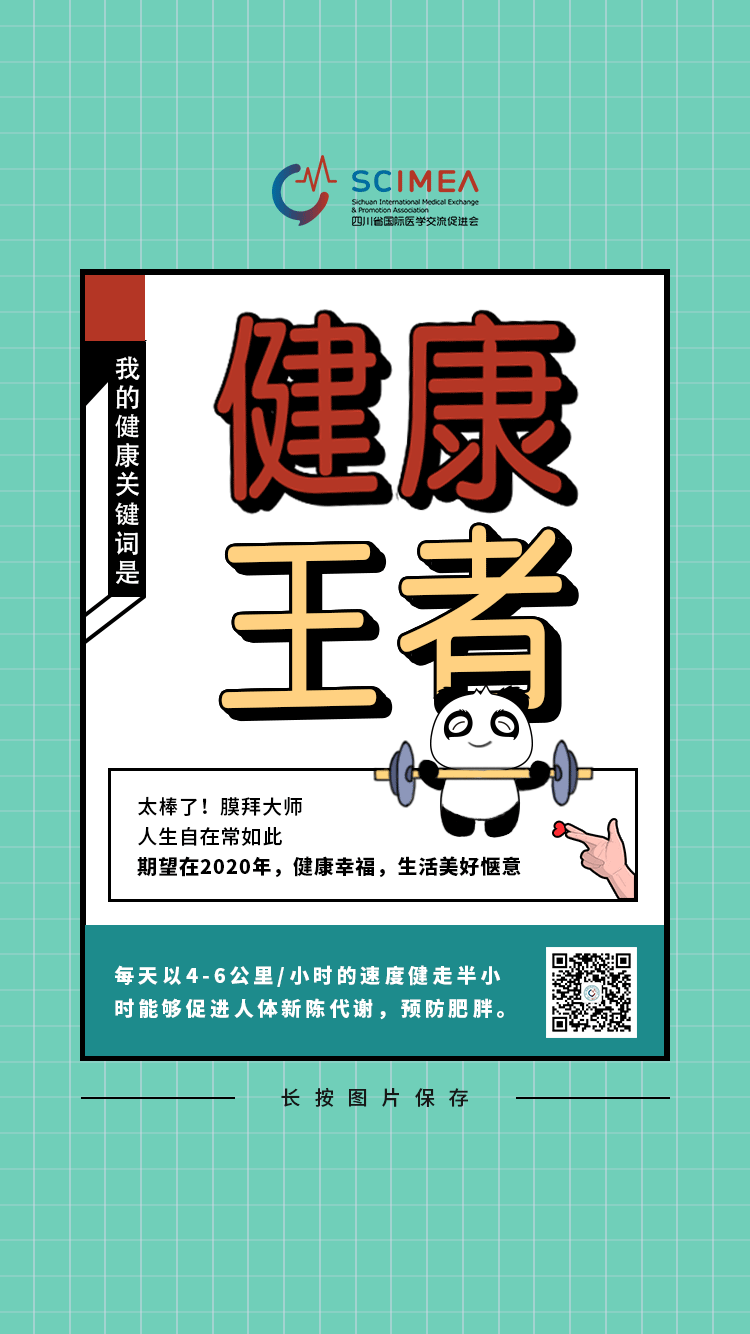 SCIMEA
Sichuan International Medical Exchange
& Promotion Association
四川省国际医学交流促进会
我的健康关键词是
健康
王者
太棒了！膜拜大师
人生自在常如此
期望在2020年，健康幸福，生活美好惬意
每天以4-6公里/小时的速度健走半小
时能够促进人体新陈代谢，预防肥胖。
长按图片保存